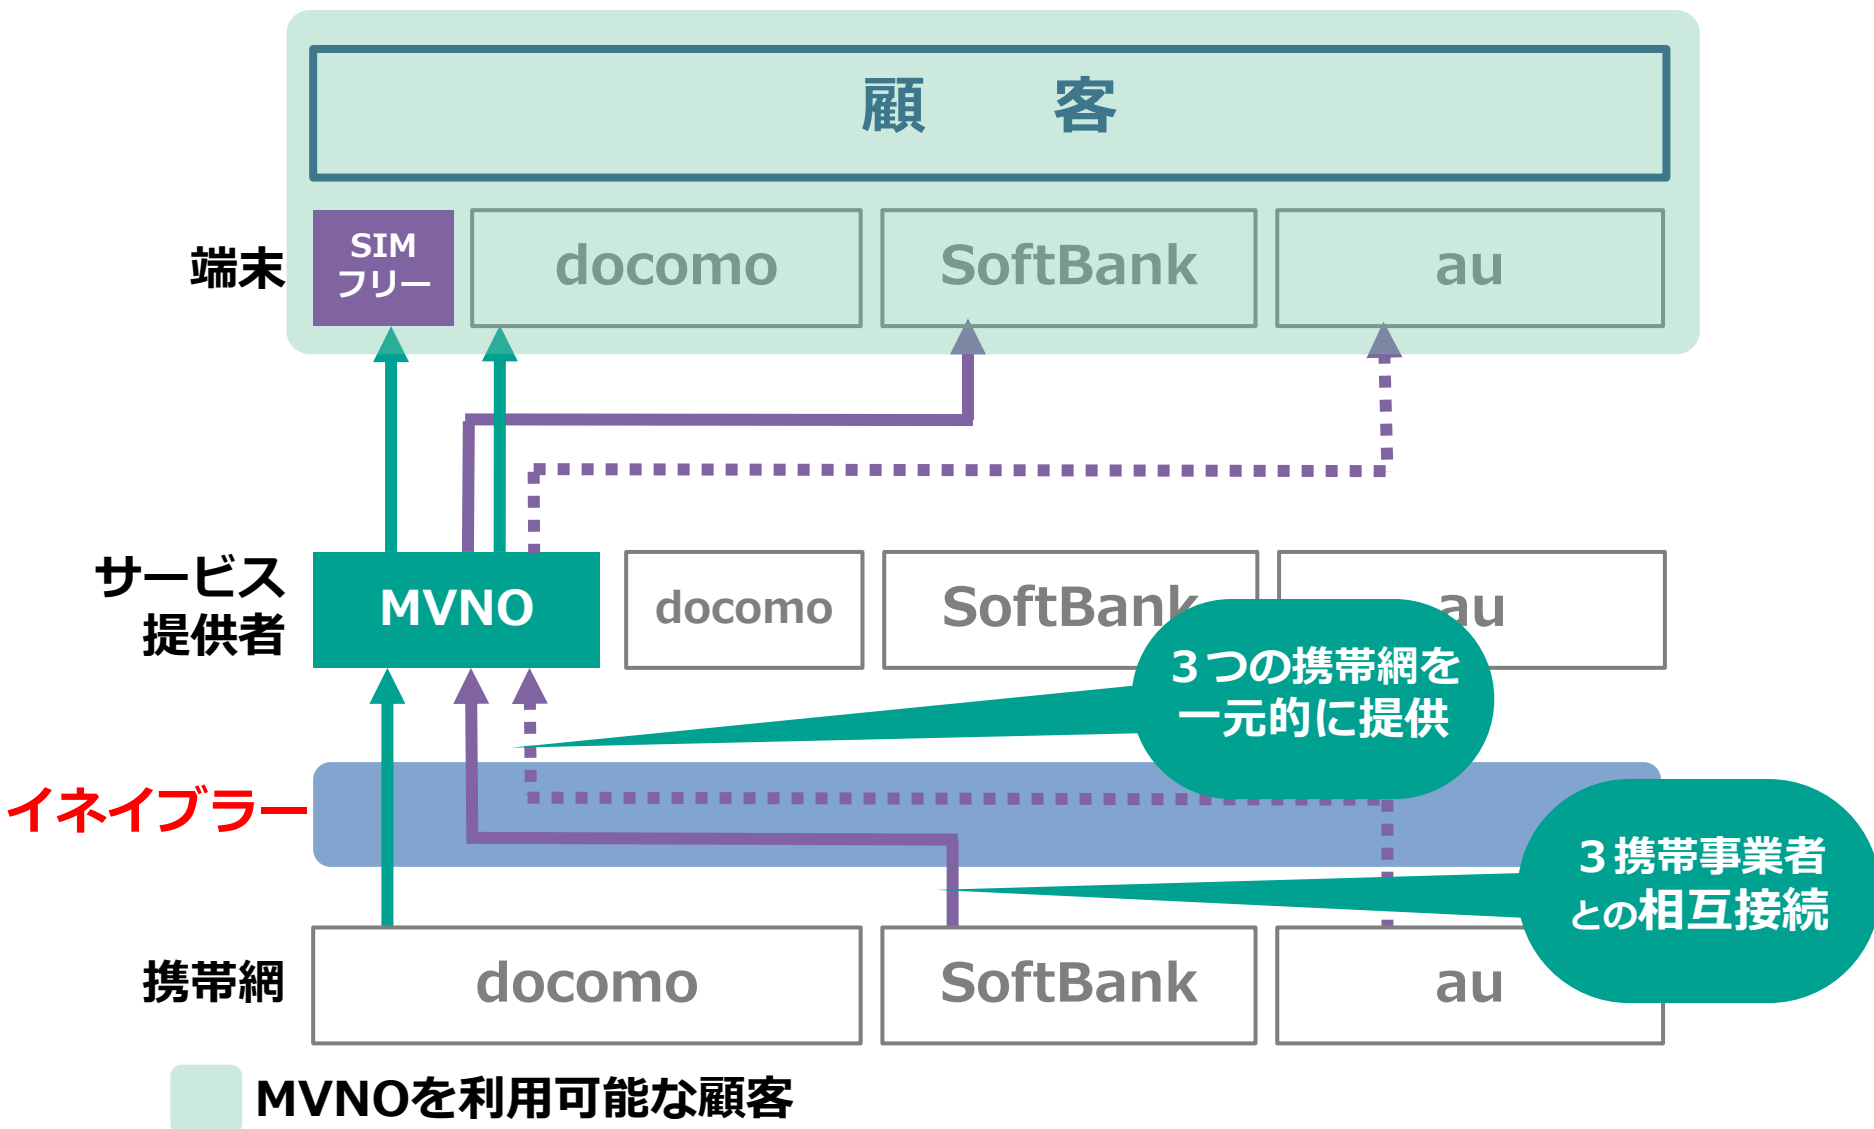 顧　客
端末
SIM
フリー
docomo
SoftBank
au
サービス
提供者
MVNO
docomo
SoftBank
au
３つの携帯網を
一元的に提供
イネイブラー
３携帯事業者
との相互接続
携帯網
docomo
SoftBank
au
MVNOを利用可能な顧客